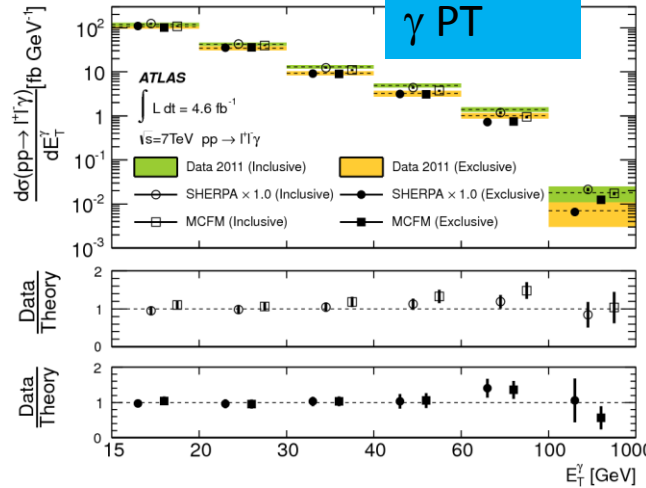 γ PT
dσ(pp→ l⁺l⁻γ)
dE_T^γ
[fb GeV⁻¹]
10²
10
1
10⁻¹
10⁻²
10⁻³
ATLAS
∫ L dt = 4.6 fb⁻¹
√s=7TeV pp → l⁺l⁻γ
Data 2011 (Inclusive)
Data 2011 (Exclusive)
SHERPA × 1.0 (Inclusive)
SHERPA × 1.0 (Exclusive)
MCFM (Inclusive)
MCFM (Exclusive)
Data
Theory
2
1
0
Data
Theory
2
1
0
15 20 30 40 60 100 1000
E_T^γ [GeV]